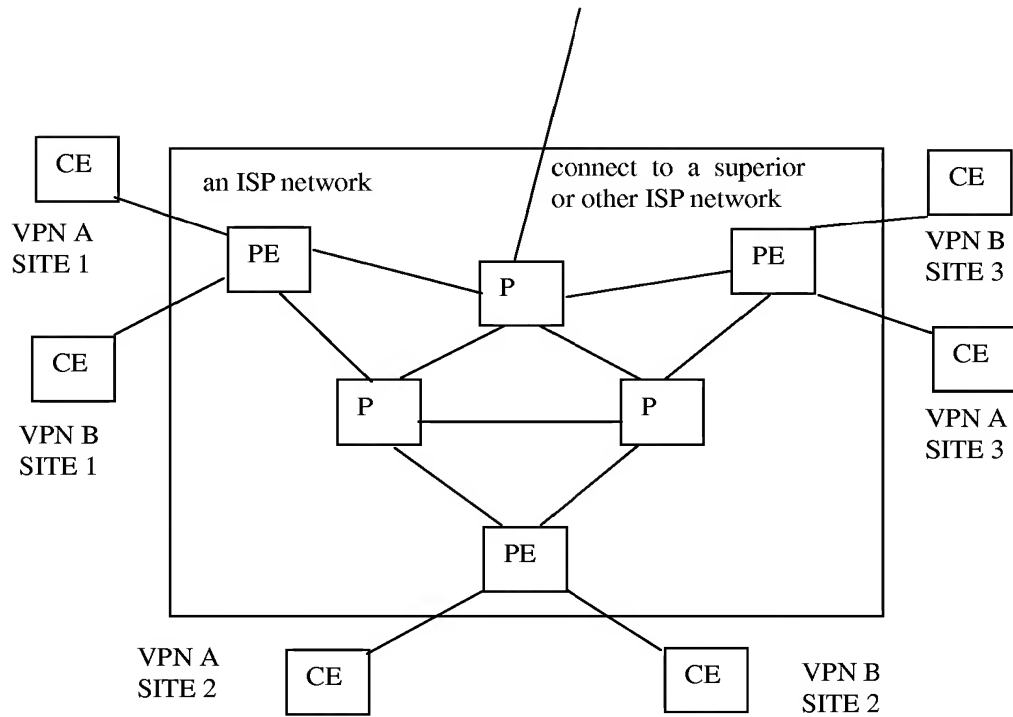 connect to a superior
or other ISP network
an ISP network
CE
VPN A
SITE 1
CE
VPN B
SITE 3
PE
P
PE
CE
VPN B
SITE 1
CE
VPN A
SITE 3
P
P
PE
VPN A
SITE 2
CE
CE
VPN B
SITE 2